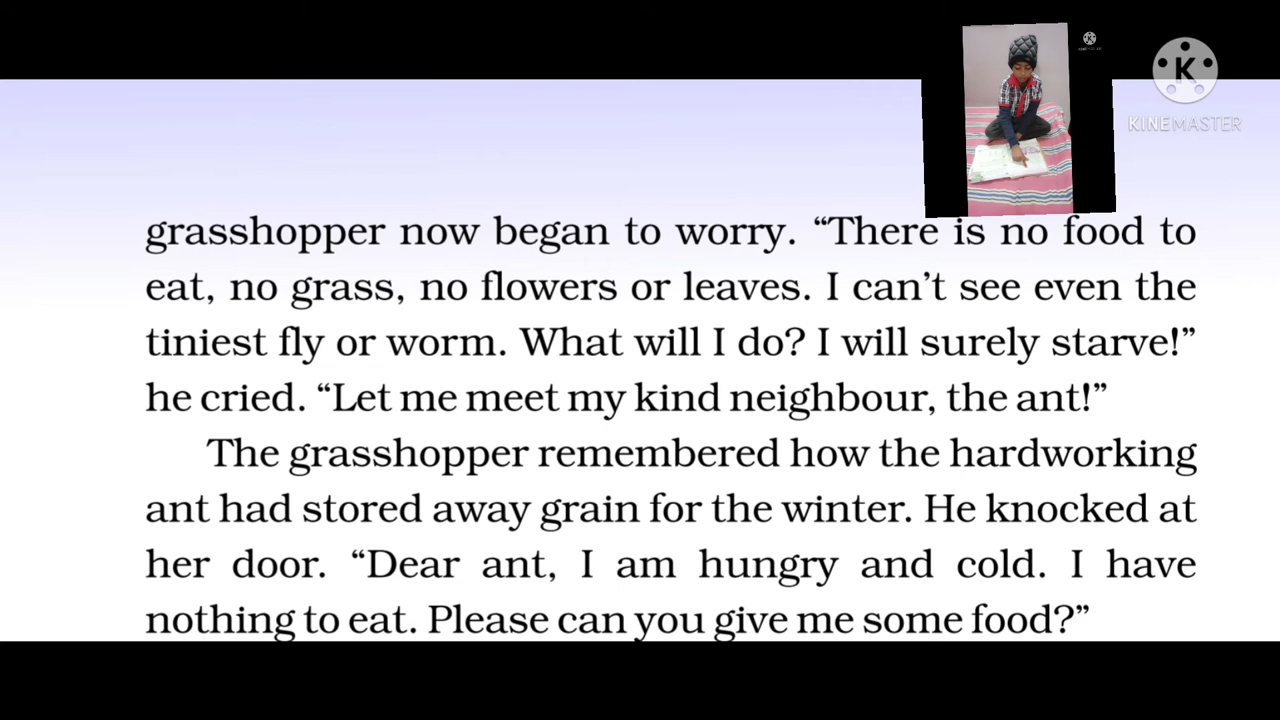 KINEMASTER
grasshopper now began to worry. “There is no food to
eat, no grass, no flowers or leaves. I can’t see even the
tiniest fly or worm. What will I do? I will surely starve!”
he cried. “Let me meet my kind neighbour, the ant!”
The grasshopper remembered how the hardworking
ant had stored away grain for the winter. He knocked at
her door. “Dear ant, I am hungry and cold. I have
nothing to eat. Please can you give me some food?”